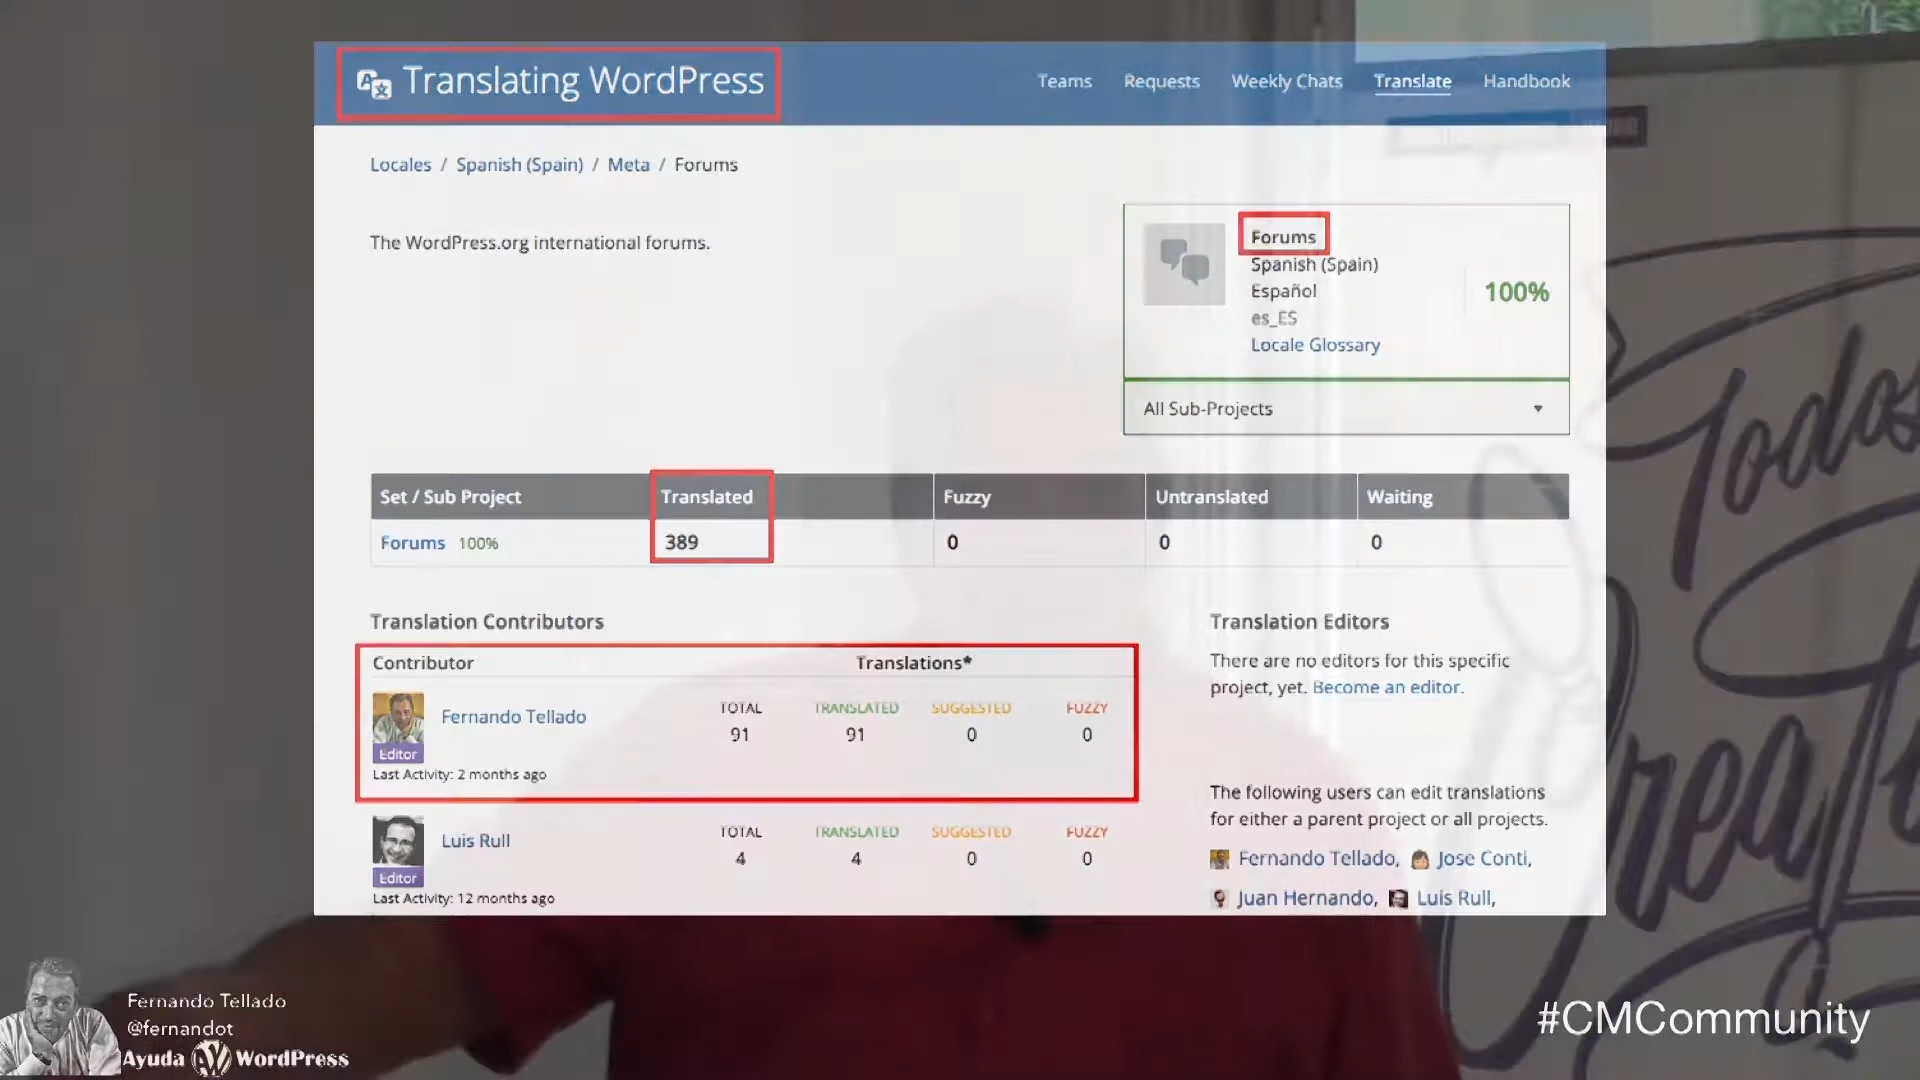 Translating WordPress
Teams Requests Weekly Chats Translate Handbook
Locales / Spanish (Spain) / Meta / Forums
The WordPress.org international forums.
Forums
Spanish (Spain)
Español
es_ES
Locale Glossary
100%
All Sub-Projects
Set / Sub Project Translated Fuzzy Untranslated Waiting
Forums 100% 389 0 0 0
Translation Contributors
Contributor Translations*
Fernando Tellado
Editor
TOTAL TRANSLATED SUGGESTED FUZZY
91 91 0 0
Last Activity: 2 months ago
Luis Rull
Editor
TOTAL TRANSLATED SUGGESTED FUZZY
4 4 0 0
Last Activity: 12 months ago
Translation Editors
There are no editors for this specific
project, yet. Become an editor.
The following users can edit translations
for either a parent project or all projects.
Fernando Tellado, Jose Conti,
Juan Hernando, Luis Rull,
Todos
Fernando Tellado
@fernandot
Ayuda WordPress
#CMCommunity